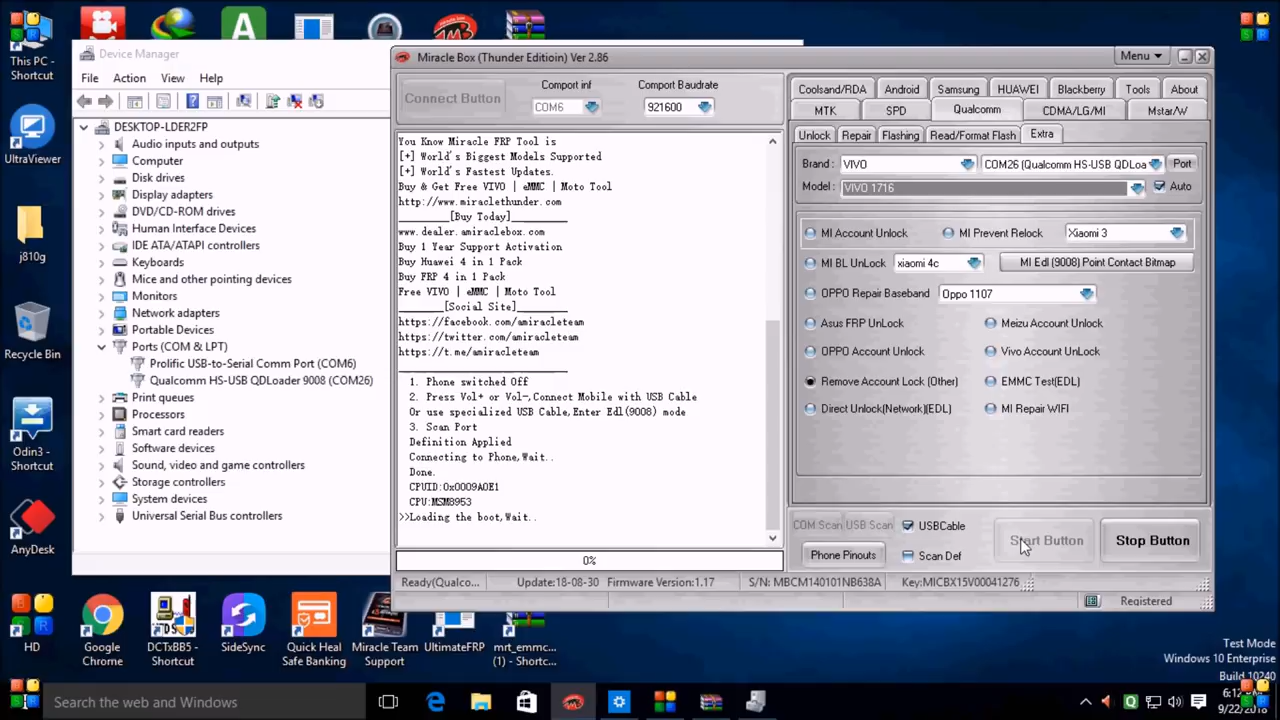 This PC -
Shortcut
UltraViewer
j810g
Recycle Bin
Odin3 -
Shortcut
AnyDesk
HD
Google
Chrome
DCTxBB5 -
Shortcut
SideSync
Quick Heal
Safe Banking
Miracle Team
Support
UltimateFRP
mrt_emmc...
(1) - Shortc...
Device Manager
File Action View Help
DESKTOP-LDER2FP
Audio inputs and outputs
Computer
Disk drives
Display adapters
DVD/CD-ROM drives
Human Interface Devices
IDE ATA/ATAPI controllers
Keyboards
Mice and other pointing devices
Monitors
Network adapters
Portable Devices
Ports (COM & LPT)
Prolific USB-to-Serial Comm Port (COM6)
Qualcomm HS-USB QDLoader 9008 (COM26)
Print queues
Processors
Smart card readers
Software devices
Sound, video and game controllers
Storage controllers
System devices
Universal Serial Bus controllers
Miracle Box (Thunder Editioin) Ver 2.86
Menu
Connect Button
Comport inf
COM6
Comport Baudrate
921600
You Know Miracle FRP Tool is
[+] World's Biggest Models Supported
[+] World's Fastest Updates.
Buy & Get Free VIVO | eMMC | Moto Tool
http://www.miraclethunder.com
________[Buy Today]________
www.dealer.amiraclebox.com
Buy 1 Year Support Activation
Buy Huawei 4 in 1 Pack
Buy FRP 4 in 1 Pack
Free VIVO | eMMC | Moto Tool
_______[Social Site]_______
https://facebook.com/amiracleteam
https://twitter.com/amiracleteam
https://t.me/amiracleteam
1. Phone switched Off
2. Press Vol+ or Vol-,Connect Mobile with USB Cable
Or use specialized USB Cable,Enter Edl(9008) mode
3. Scan Port
Definition Applied
Connecting to Phone,Wait..
Done.
CPUID:0x0009A0E1
CPU:MSM8953
>>Loading the boot,Wait..
0%
Coolsand/RDA Android Samsung HUAWEI Blackberry Tools About
MTK SPD Qualcomm CDMA/LG/MI Mstar/W
Unlock Repair Flashing Read/Format Flash Extra
Brand: VIVO COM26 (Qualcomm HS-USB QDLoa Port
Model: VIVO 1716 Auto
MI Account Unlock MI Prevent Relock Xiaomi 3
MI BL UnLock xiaomi 4c MI Edl (9008) Point Contact Bitmap
OPPO Repair Baseband Oppo 1107
Asus FRP UnLock Meizu Account Unlock
OPPO Account Unlock Vivo Account UnLock
Remove Account Lock (Other) EMMC Test(EDL)
Direct Unlock(Network)(EDL) MI Repair WIFI
COM Scan USB Scan USBCable
Phone Pinouts Scan Def
Start Button
Stop Button
Ready(Qualco... Update:18-08-30 Firmware Version:1.17 S/N: MBCM140101NB638A Key:MICBX15V00041276
Registered
Test Mode
Windows 10 Enterprise
Build 10240
Search the web and Windows
9/22/2018